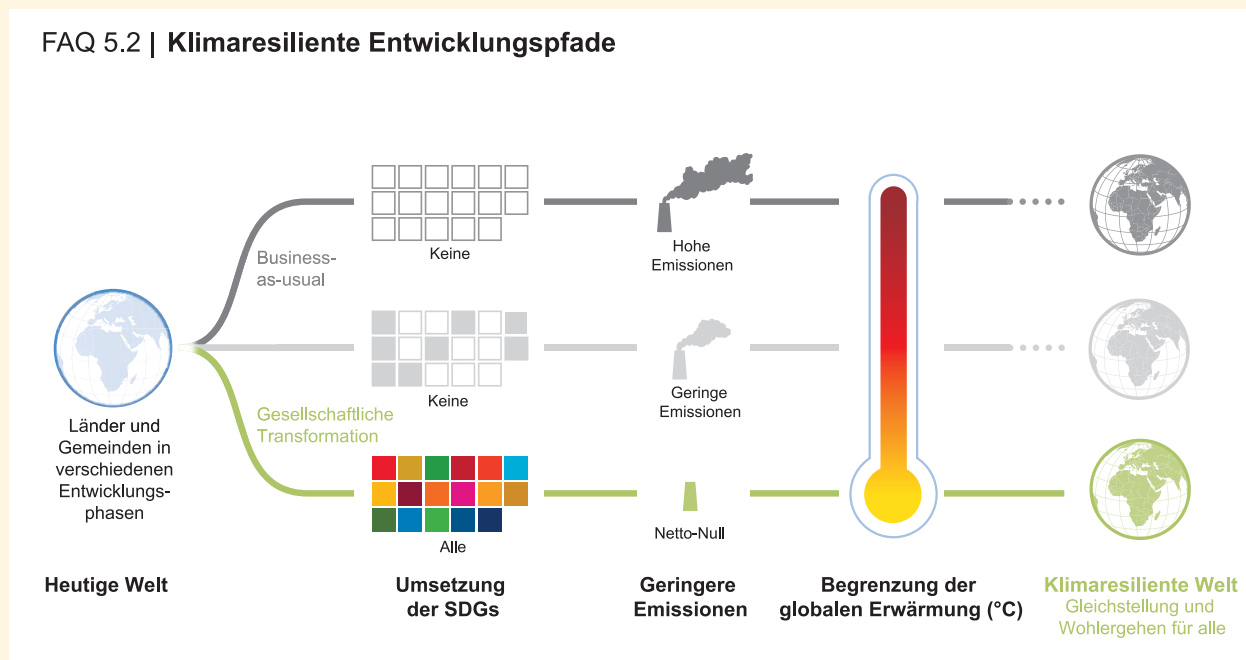 FAQ 5.2 | Klimaresiliente Entwicklungspfade
Keine
Hohe
Emissionen
Business-
as-usual
Länder und
Gemeinden in
verschiedenen
Entwicklungs-
phasen
Keine
Geringe
Emissionen
Gesellschaftliche
Transformation
Alle
Netto-Null
Heutige Welt
Umsetzung
der SDGs
Geringere
Emissionen
Begrenzung der
globalen Erwärmung (°C)
Klimaresiliente Welt
Gleichstellung und
Wohlergehen für alle